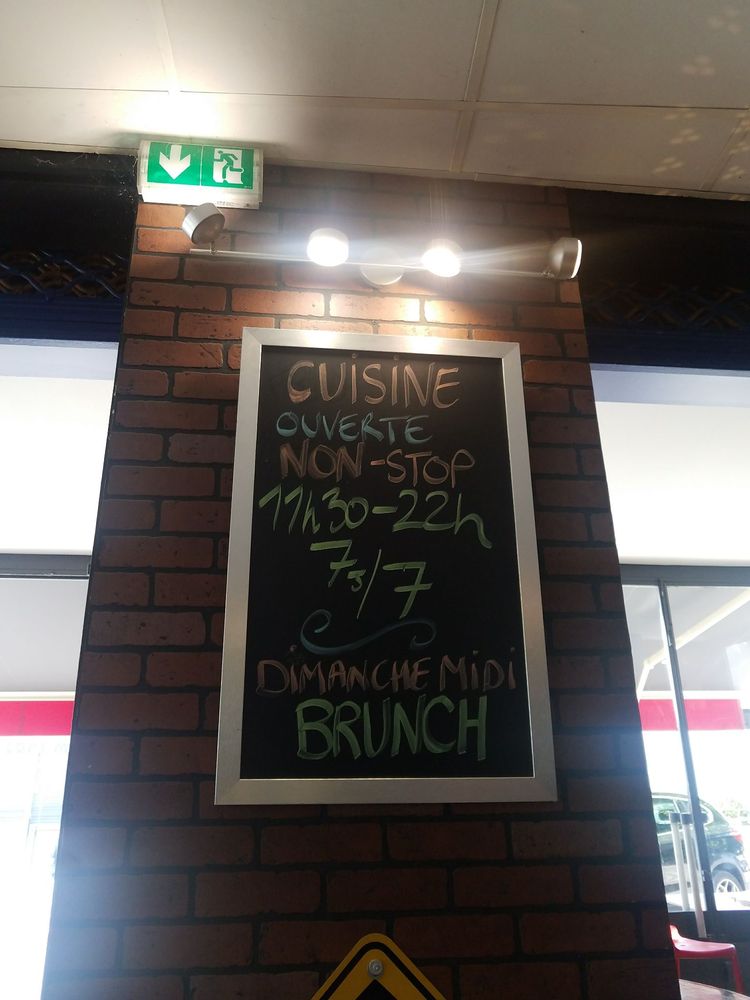 CUISINE
OUVERTE
NON-STOP
11h30-22h
7j/7
DIMANCHE MIDI
BRUNCH